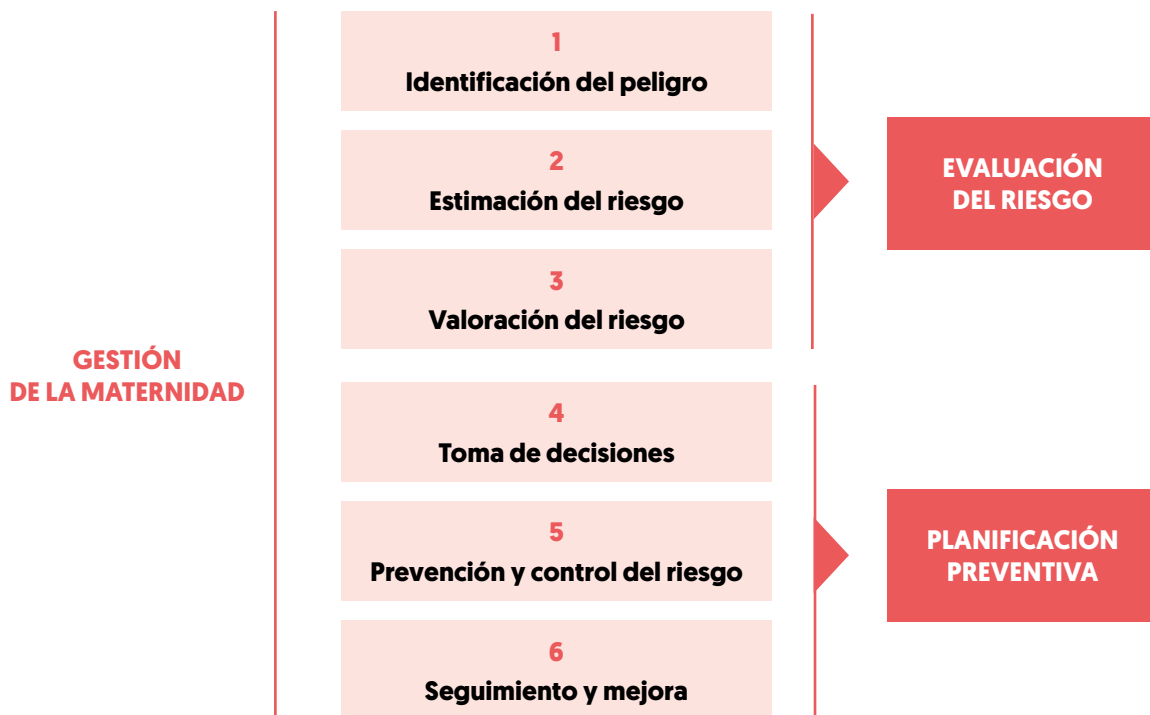 GESTIÓN
DE LA MATERNIDAD
1
Identificación del peligro
2
Estimación del riesgo
3
Valoración del riesgo
EVALUACIÓN
DEL RIESGO
4
Toma de decisiones
5
Prevención y control del riesgo
6
Seguimiento y mejora
PLANIFICACIÓN
PREVENTIVA